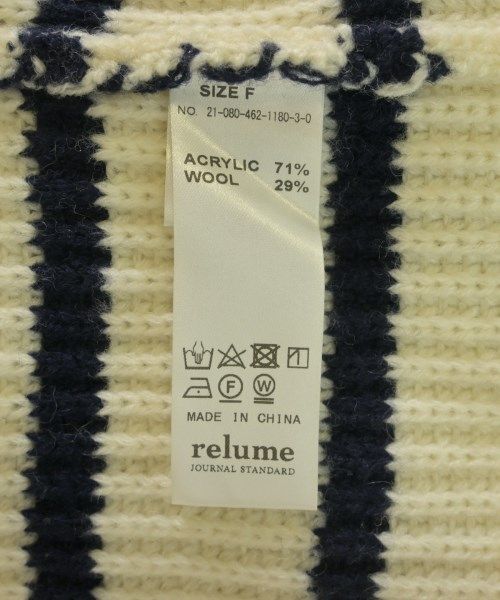 SIZE F
NO. 21-080-462-1180-3-0
ACRYLIC 71%
WOOL 29%
F W
MADE IN CHINA
relume
JOURNAL STANDARD